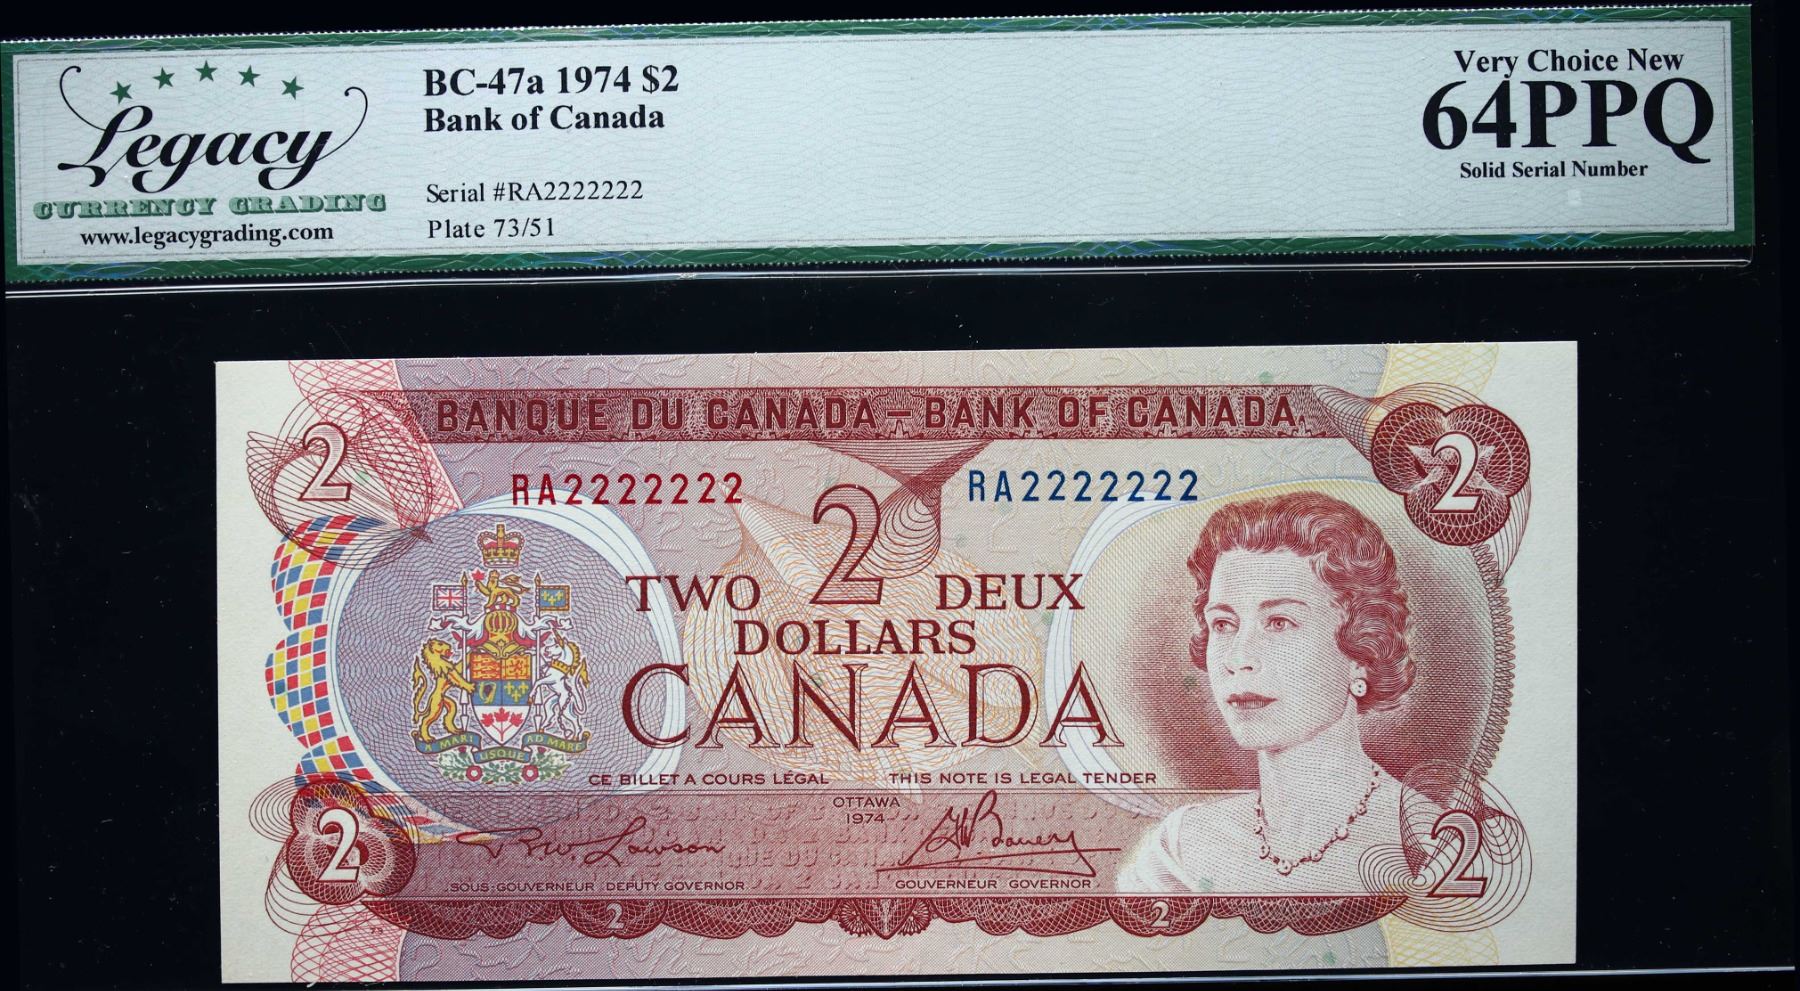 Legacy
CURRENCY GRADING
www.legacygrading.com
BC-47a 1974 $2
Bank of Canada
Serial #RA2222222
Plate 73/51
Very Choice New
64PPQ
Solid Serial Number
BANQUE DU CANADA – BANK OF CANADA
2
2
RA2222222
RA2222222
2
TWO DEUX
DOLLARS
CANADA
A MARI USQUE AD MARE
CE BILLET A COURS LÉGAL THIS NOTE IS LEGAL TENDER
OTTAWA
1974
R.W. Lawson
G.K. Bouey
SOUS-GOUVERNEUR DEPUTY GOVERNOR
GOUVERNEUR GOVERNOR
2
2
2
2
73